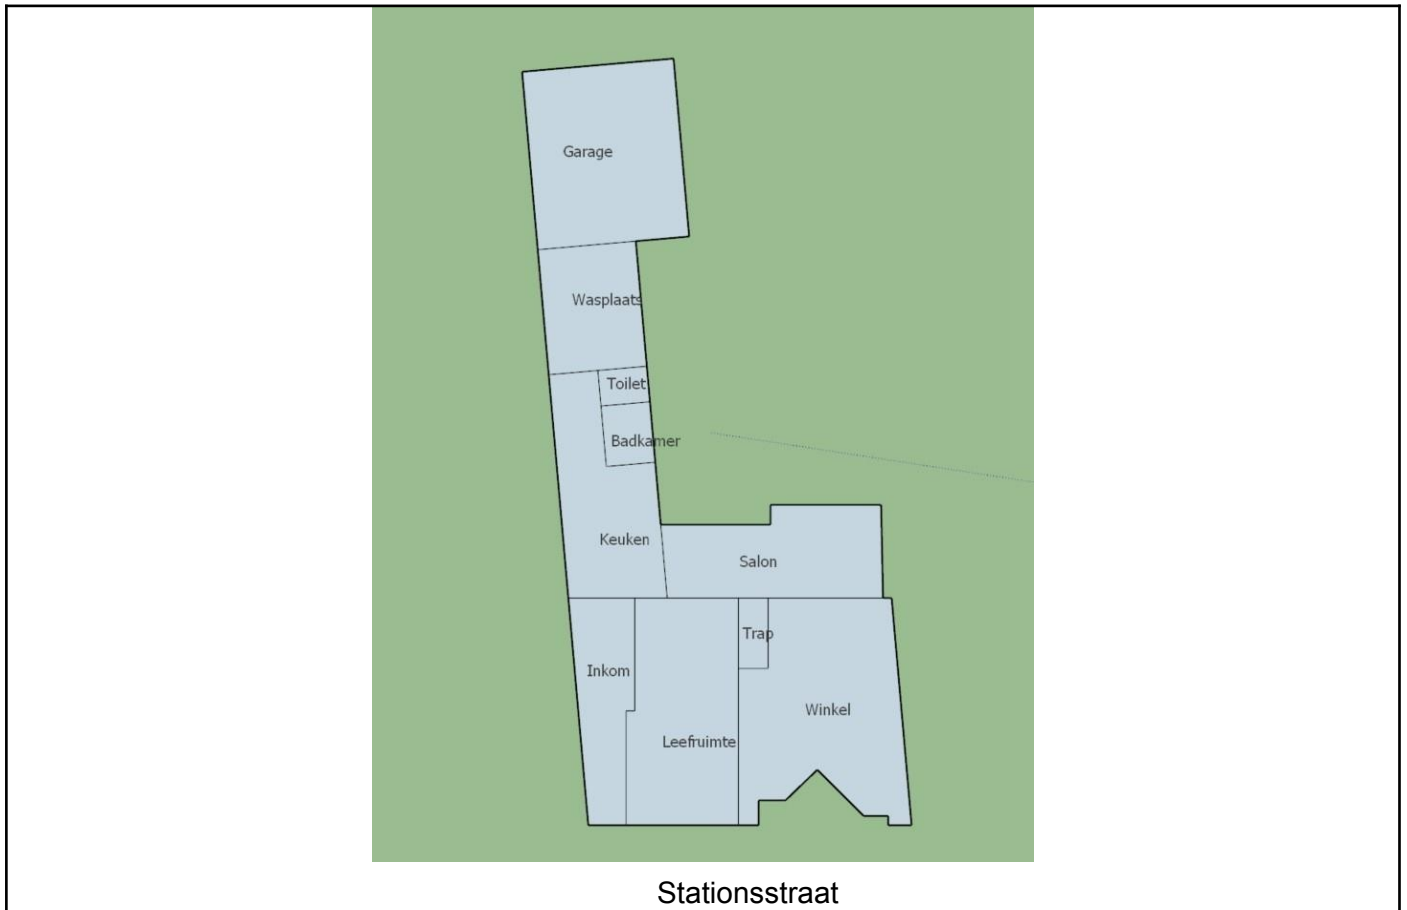 Garage
Wasplaats
Toilet
Badkamer
Keuken
Salon
Trap
Inkom
Winkel
Leefruimte
Stationsstraat